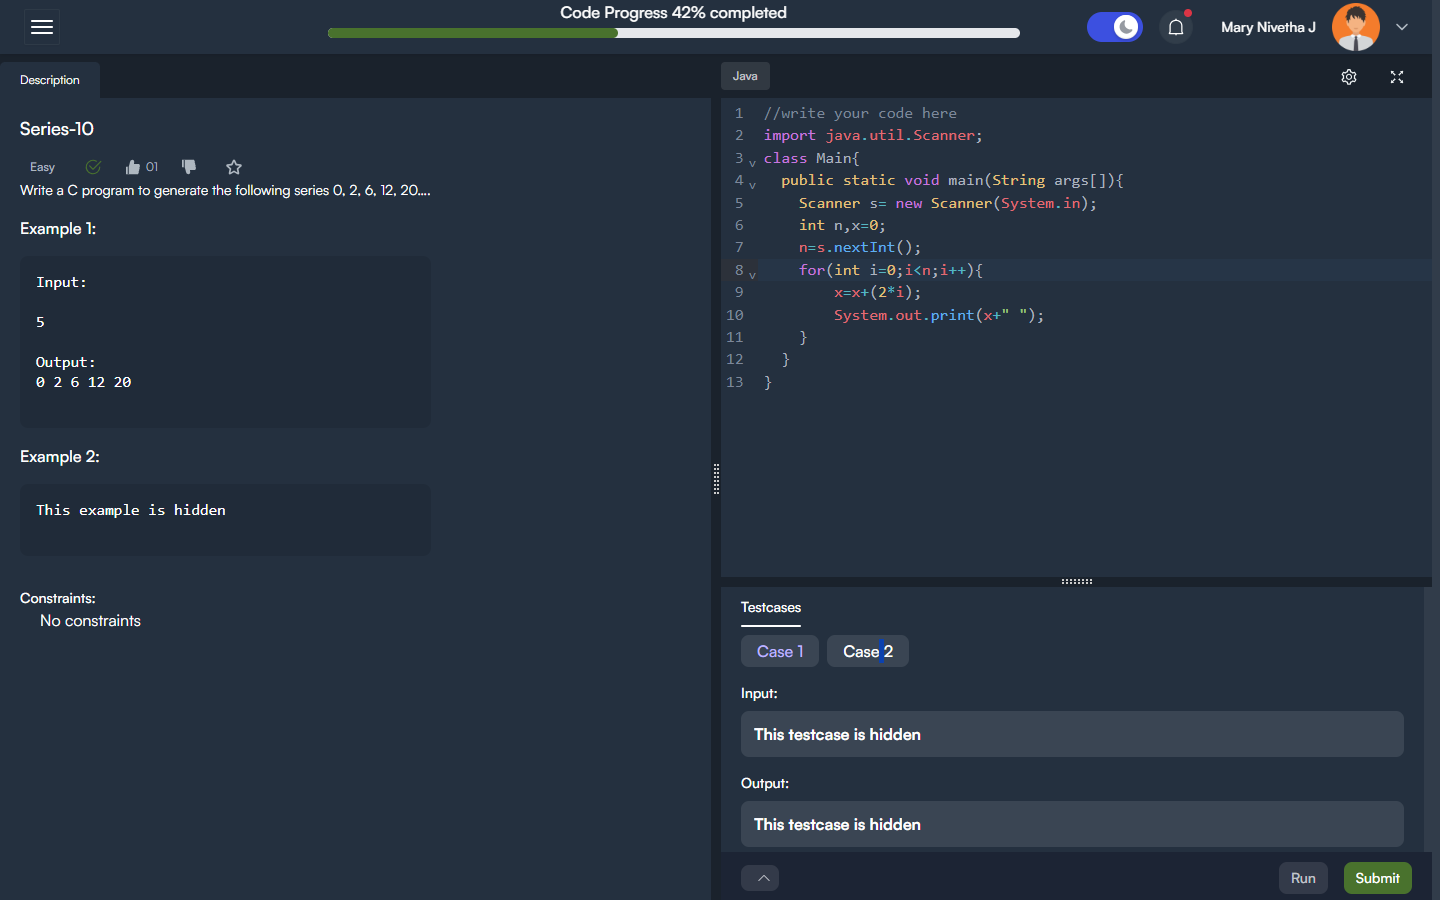 Code Progress 42% completed
Mary Nivetha J
Description
Series-10
Easy
01
Write a C program to generate the following series 0, 2, 6, 12, 20....
Example 1:
Input:
5
Output:
0 2 6 12 20
Example 2:
This example is hidden
Constraints:
No constraints
Java
1 //write your code here
2 import java.util.Scanner;
3 class Main{
4 public static void main(String args[]){
5 Scanner s= new Scanner(System.in);
6 int n,x=0;
7 n=s.nextInt();
8 for(int i=0;i<n;i++){
9 x=x+(2*i);
10 System.out.print(x+" ");
11 }
12 }
13 }
Testcases
Case 1 Case 2
Input:
This testcase is hidden
Output:
This testcase is hidden
Run Submit